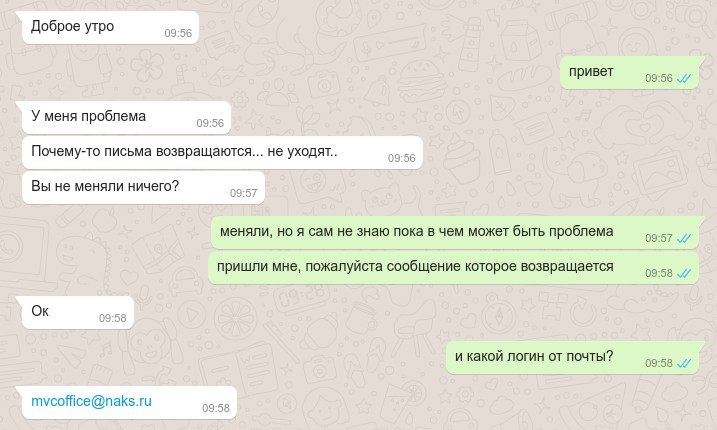 Доброе утро
09:56
привет
09:56
У меня проблема
09:56
Почему-то письма возвращаются... не уходят..
09:56
Вы не меняли ничего?
09:57
меняли, но я сам не знаю пока в чем может быть проблема
09:57
пришли мне, пожалуйста сообщение которое возвращается
09:58
Ок
09:58
и какой логин от почты?
09:58
mvcoffice@naks.ru
09:58